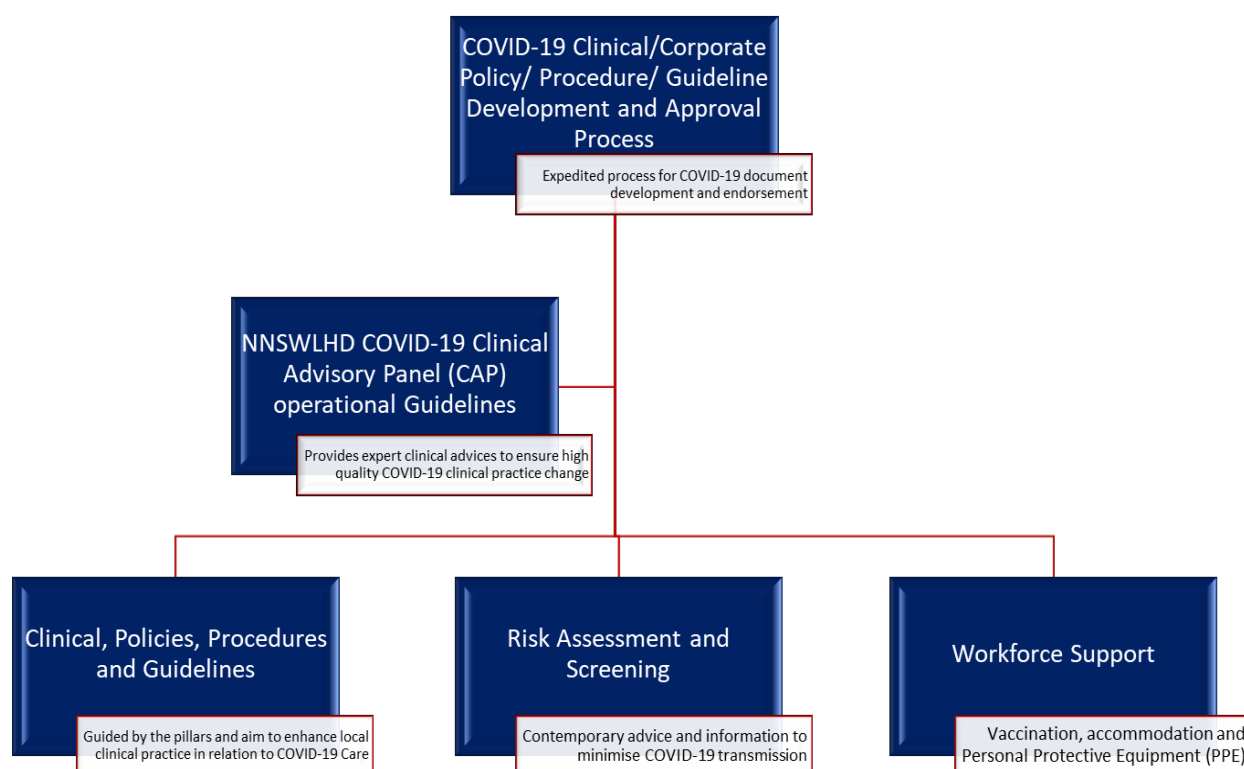 COVID-19 Clinical/Corporate
Policy/ Procedure/ Guideline
Development and Approval
Process
Expedited process for COVID-19 document
development and endorsement
NNSWLHD COVID-19 Clinical
Advisory Panel (CAP)
operational Guidelines
Provides expert clinical advices to ensure high
quality COVID-19 clinical practice change
Clinical, Policies, Procedures
and Guidelines
Guided by the pillars and aim to enhance local
clinical practice in relation to COVID-19 Care
Risk Assessment and
Screening
Contemporary advice and information to
minimise COVID-19 transmission
Workforce Support
Vaccination, accommodation and
Personal Protective Equipment (PPE)